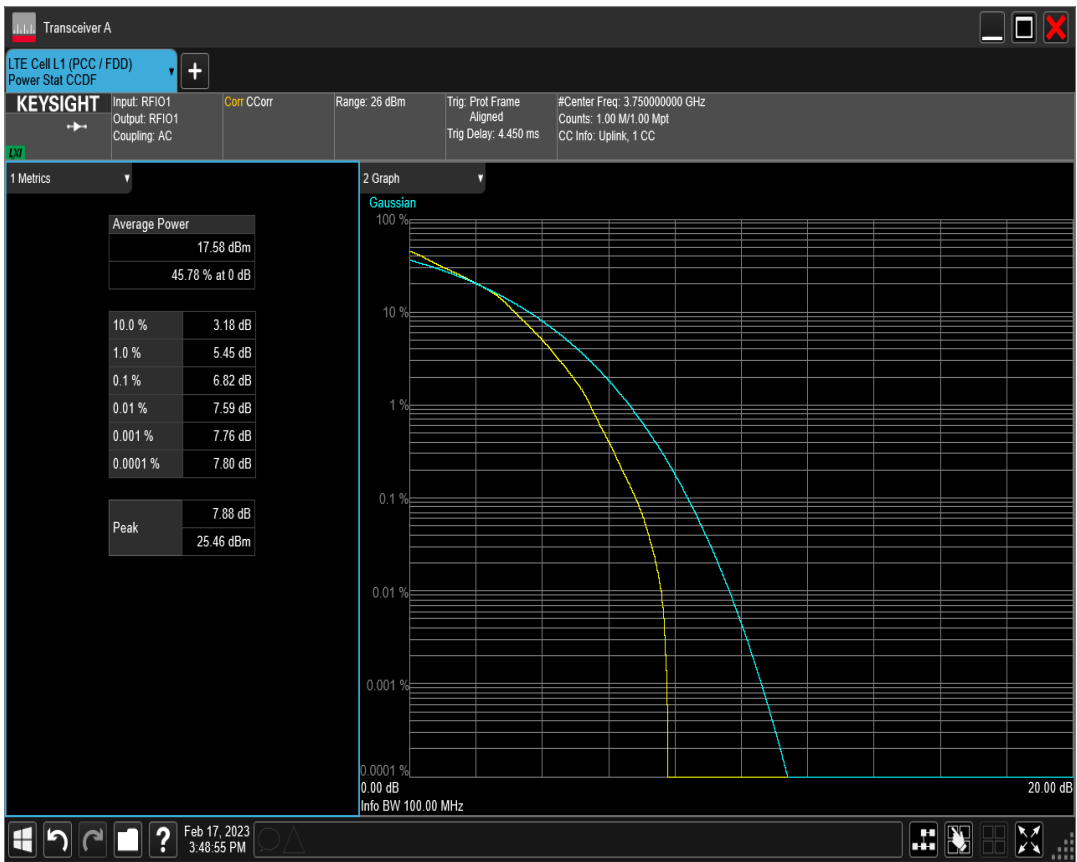 Transceiver A
LTE Cell L1 (PCC / FDD)
Power Stat CCDF
+
KEYSIGHT
LXI
Input: RFIO1
Output: RFIO1
Coupling: AC
Corr CCorr
Range: 26 dBm
Trig: Prot Frame
Aligned
Trig Delay: 4.450 ms
#Center Freq: 3.750000000 GHz
Counts: 1.00 M/1.00 Mpt
CC Info: Uplink, 1 CC
1 Metrics
Average Power
17.58 dBm
45.78 % at 0 dB
10.0 % 3.18 dB
1.0 % 5.45 dB
0.1 % 6.82 dB
0.01 % 7.59 dB
0.001 % 7.76 dB
0.0001 % 7.80 dB
Peak
7.88 dB
25.46 dBm
2 Graph
Gaussian
100 %
10 %
1 %
0.1 %
0.01 %
0.001 %
0.0001 %
0.00 dB 20.00 dB
Info BW 100.00 MHz
?
Feb 17, 2023
3:48:55 PM